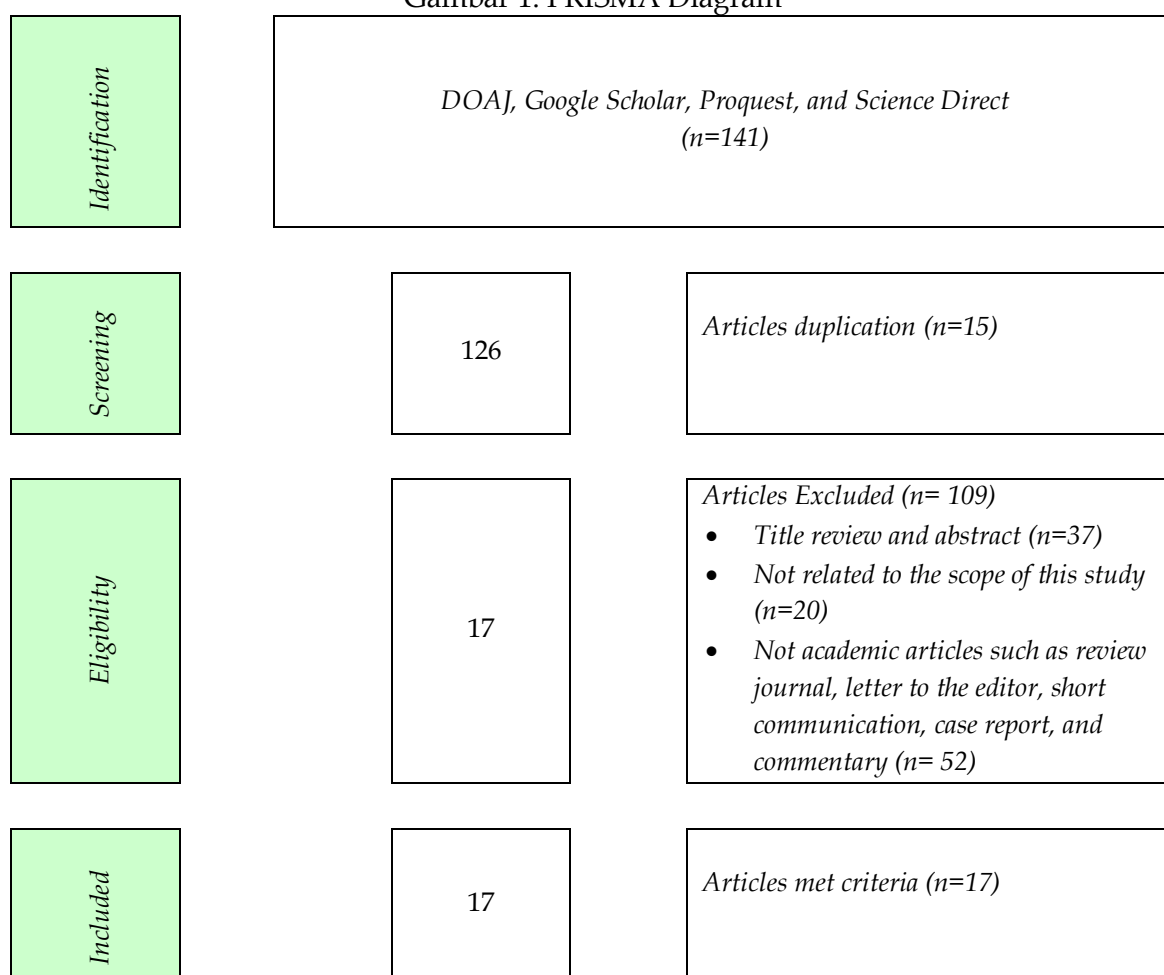 Gambar 1. PRISMA Diagram
Identification
DOAJ, Google Scholar, Proquest, and Science Direct
(n=141)
Screening
126
Articles duplication (n=15)
Eligibility
17
Articles Excluded (n= 109)
• Title review and abstract (n=37)
• Not related to the scope of this study
(n=20)
• Not academic articles such as review
journal, letter to the editor, short
communication, case report, and
commentary (n= 52)
Included
17
Articles met criteria (n=17)